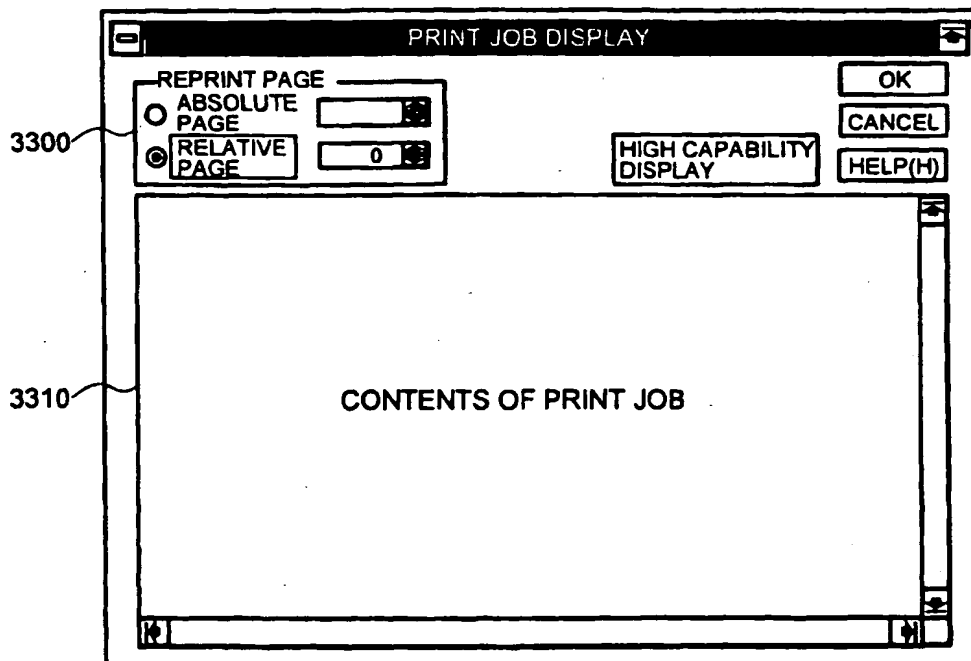 PRINT JOB DISPLAY
REPRINT PAGE
ABSOLUTE
PAGE
RELATIVE
PAGE
0
3300
HIGH CAPABILITY
DISPLAY
OK
CANCEL
HELP(H)
3310
CONTENTS OF PRINT JOB